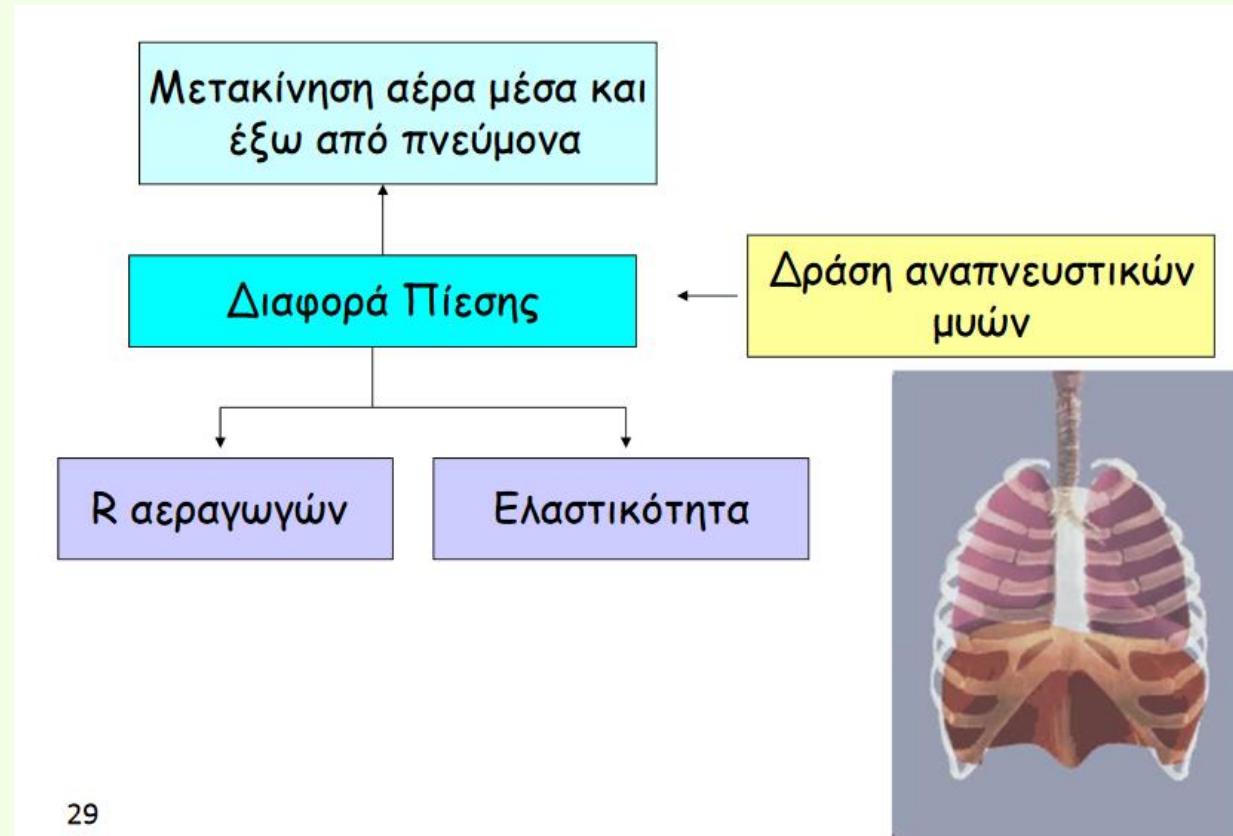 Μετακίνηση αέρα μέσα και
έξω από πνεύμονα
Διαφορά Πίεσης
Δράση αναπνευστικών
μυών
R αεραγωγών
Ελαστικότητα
29